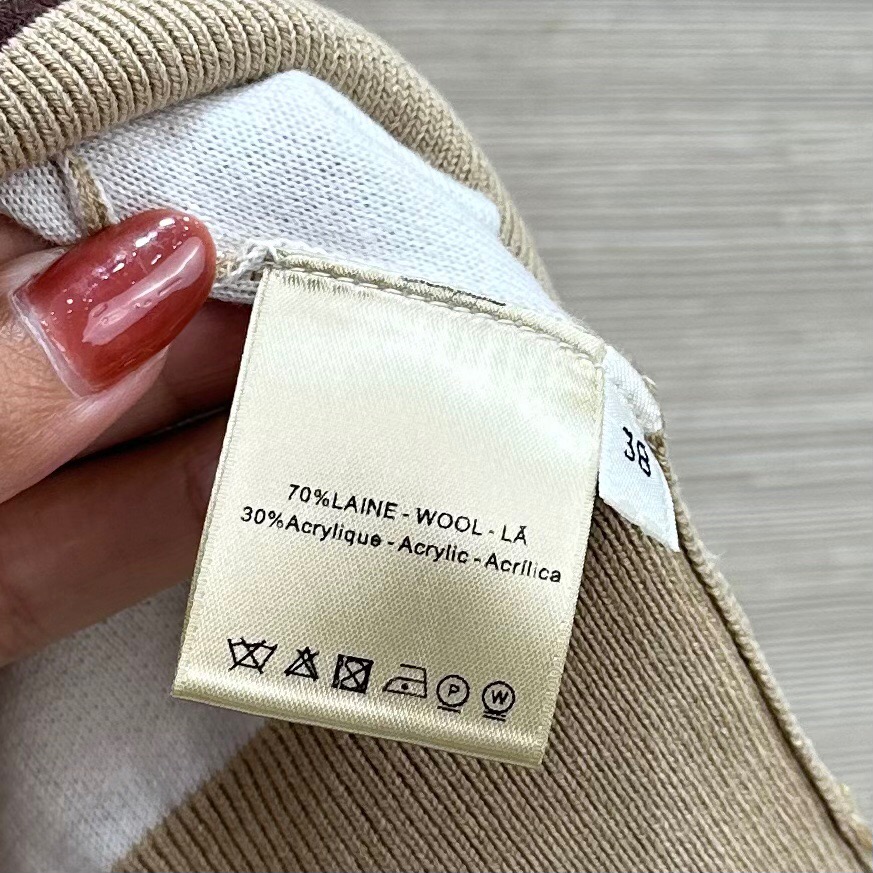 70%LAINE - WOOL - LÃ
30%Acrylique - Acrylic - Acrílica
P
W
38